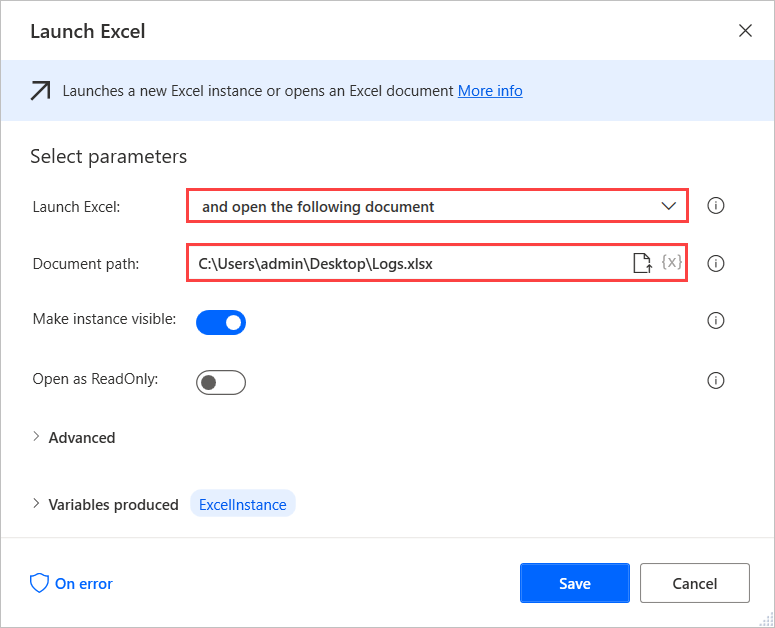 Launch Excel
Launches a new Excel instance or opens an Excel document More info
Select parameters
Launch Excel: and open the following document
Document path: C:\Users\admin\Desktop\Logs.xlsx {x}
Make instance visible:
Open as ReadOnly:
Advanced
Variables produced ExcelInstance
On error Save Cancel